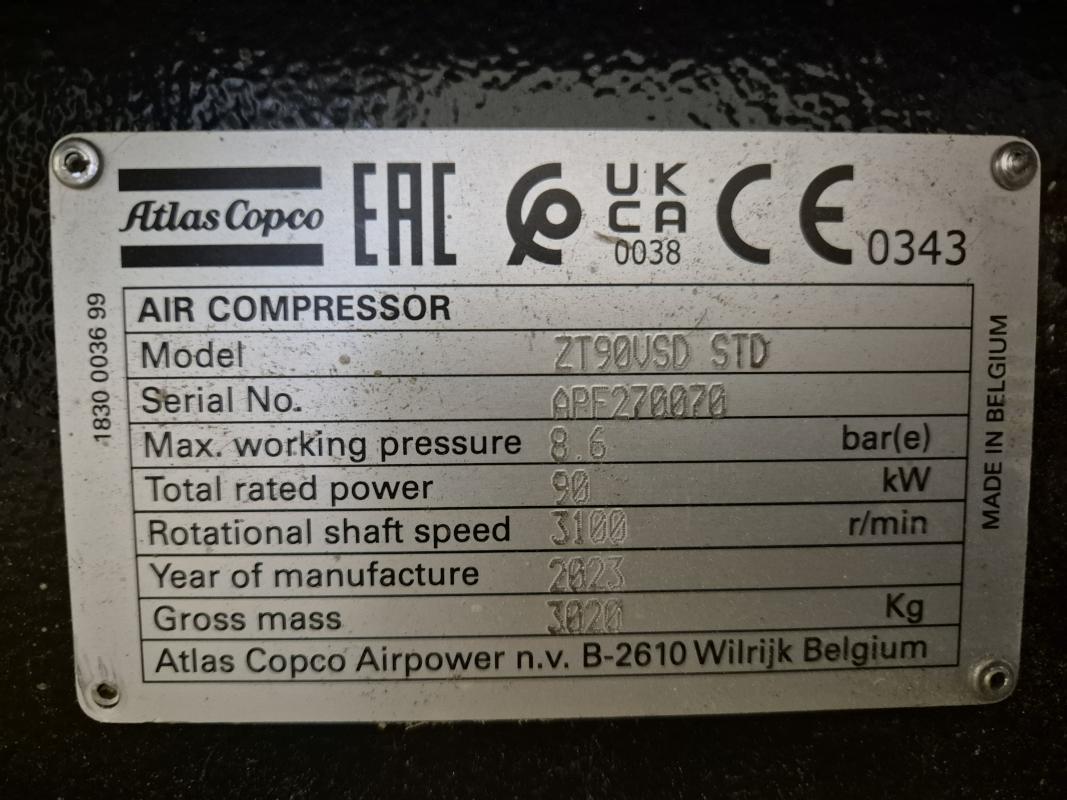 Atlas Copco EAC UK CA 0038 CE 0343
AIR COMPRESSOR
Model ZT90VSD STD
Serial No. APF270070
Max. working pressure 8.6 bar(e)
Total rated power 90 kW
Rotational shaft speed 3100 r/min
Year of manufacture 2023
Gross mass 3020 Kg
Atlas Copco Airpower n.v. B-2610 Wilrijk Belgium
1830 0036 99
MADE IN BELGIUM